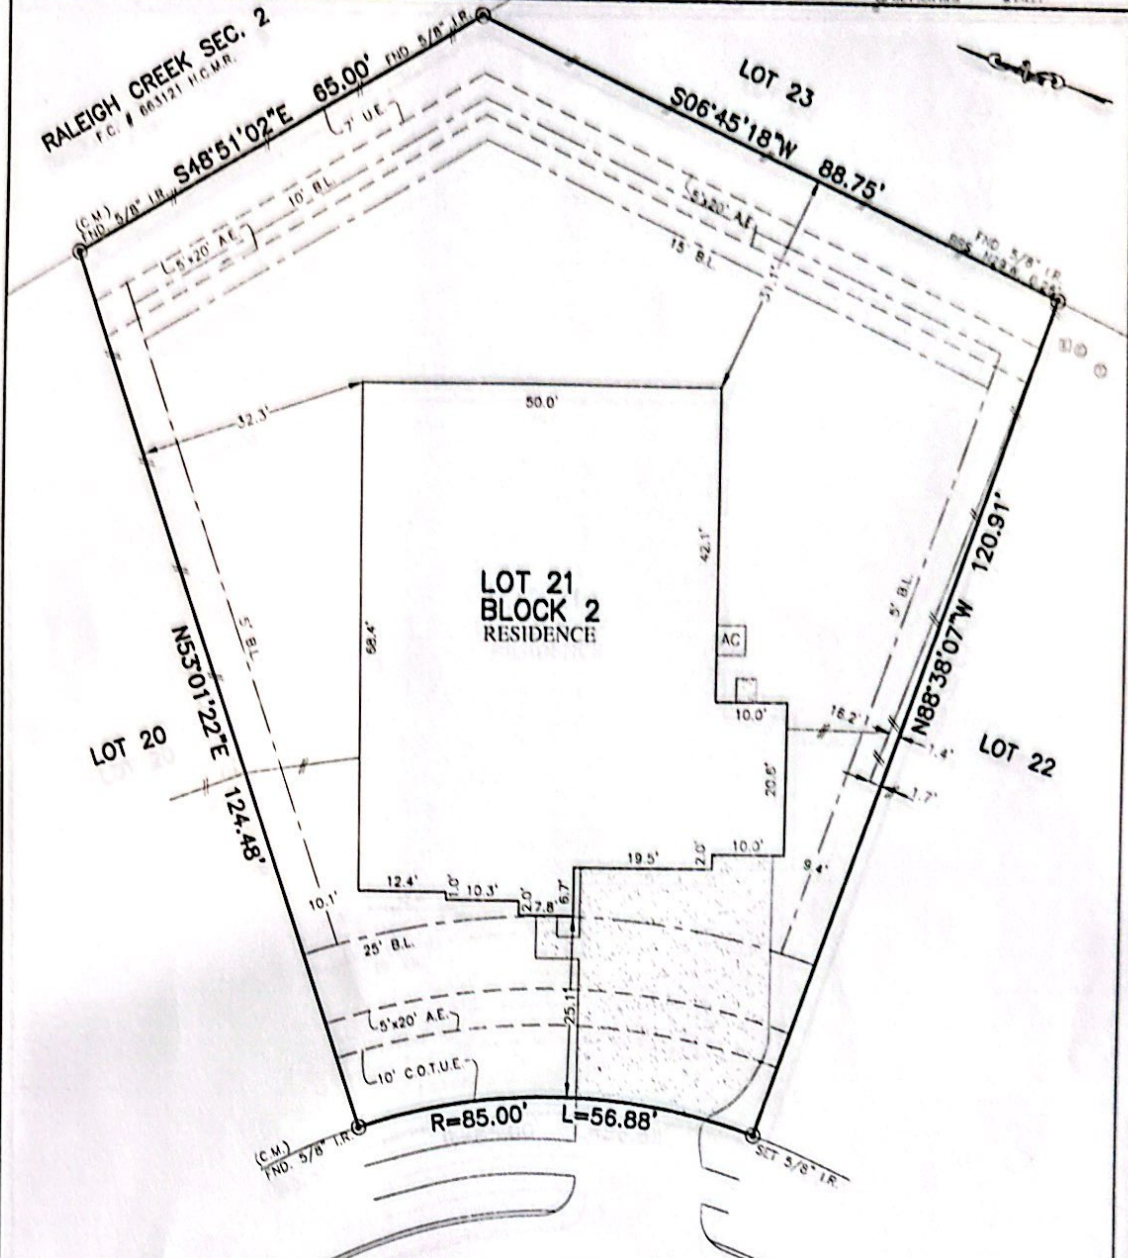 RALEIGH CREEK SEC. 2
F.C. # 663121 H.C.M.R.
S48°51'02"E 65.00'
FND 5/8" I.R.
(C.M.)
FND. 5/8" I.R.
7' U.E.
10' B.L.
5'x20' A.E.
LOT 23
S06°45'18"W 88.75'
5'x20' A.E.
15' B.L.
FND 5/8" I.R.
31.1'
32.3'
50.0'
42.1'
68.4'
LOT 21
BLOCK 2
RESIDENCE
AC
5' B.L.
5' B.L.
N53°01'22"E 124.48'
LOT 20
N88°38'07"W 120.91'
LOT 22
10.0'
16.2'
1.4'
1.7'
20.6'
9.4'
10.0'
2.0'
19.5'
12.4'
1.0'
10.3'
2.0'
7.8'
6.7'
10.1'
25' B.L.
25.1'
5'x20' A.E.
10' C.O.T.U.E.
R=85.00' L=56.88'
(C.M.)
FND. 5/8" I.R.
SET 5/8" I.R.